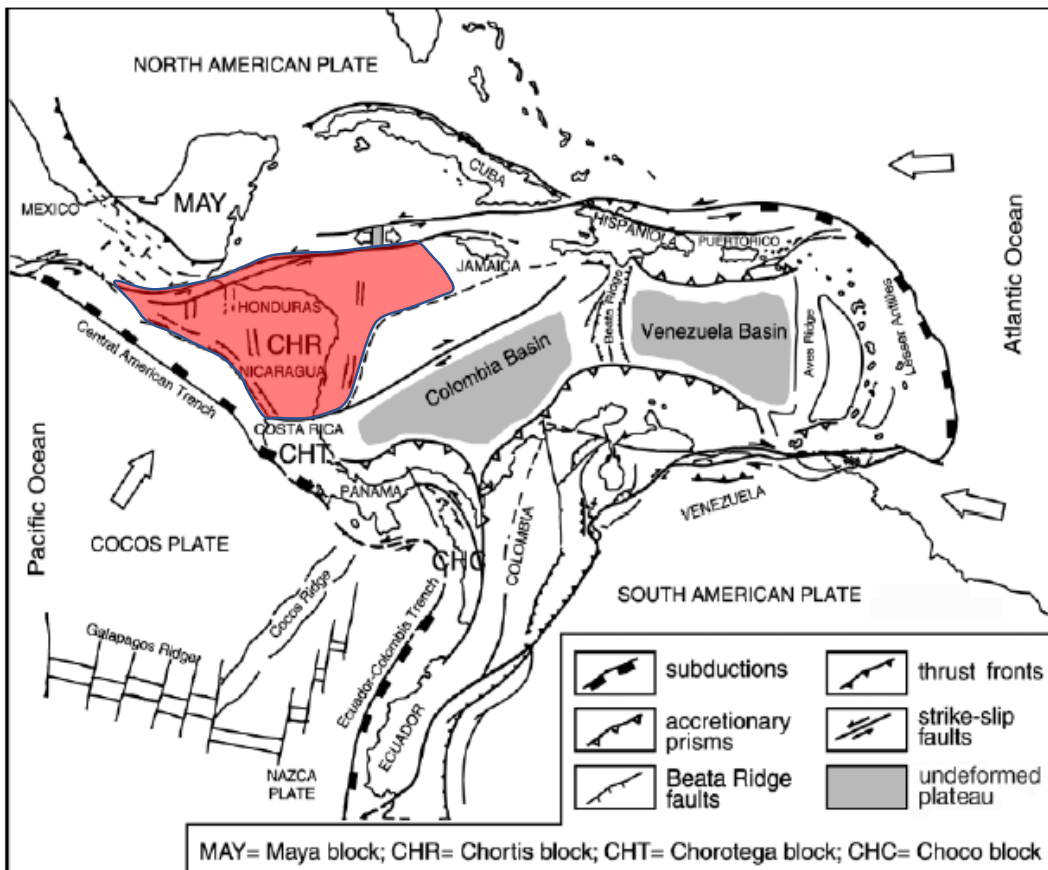 NORTH AMERICAN PLATE
CUBA
MEXICO
MAY
HISPANIOLA
PUERTORICO
JAMAICA
Atlantic Ocean
HONDURAS
CHR
NICARAGUA
Central American Trench
Beata Ridge
Venezuela Basin
Aves Ridge
Lesser Antilles
Colombia Basin
COSTA RICA
CHT
PANAMA
Pacific Ocean
COCOS PLATE
CHC
COLOMBIA
VENEZUELA
SOUTH AMERICAN PLATE
Cocos Ridge
Galapagos Ridge
Ecuador-Colombia Trench
ECUADOR
NAZCA
PLATE
subductions
thrust fronts
accretionary
prisms
strike-slip
faults
Beata Ridge
faults
undeformed
plateau
MAY= Maya block; CHR= Chortis block; CHT= Chorotega block; CHC= Choco block